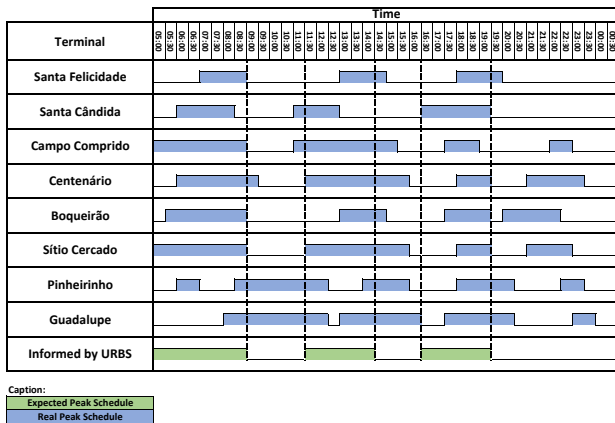 Time
Terminal
05:00 05:30 06:00 06:30 07:00 07:30 08:00 08:30 09:00 09:30 10:00 10:30 11:00 11:30 12:00 12:30 13:00 13:30 14:00 14:30 15:00 15:30 16:00 16:30 17:00 17:30 18:00 18:30 19:00 19:30 20:00 20:30 21:00 21:30 22:00 22:30 23:00 23:30 00:00 00:30
Santa Felicidade
Santa Cândida
Campo Comprido
Centenário
Boqueirão
Sítio Cercado
Pinheirinho
Guadalupe
Informed by URBS
Caption:
Expected Peak Schedule
Real Peak Schedule